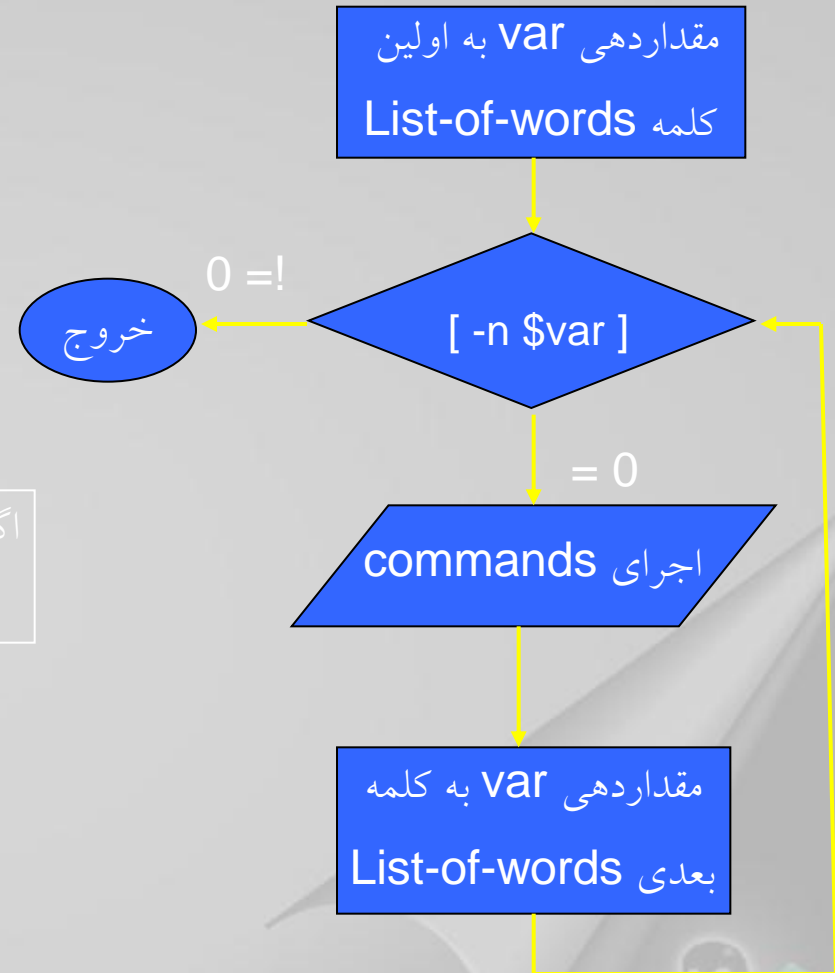 مقداردهی var به اولین
کلمه List-of-words
!= 0
[ -n $var ]
خروج
= 0
اجرای commands
مقداردهی var به کلمه
بعدی List-of-words